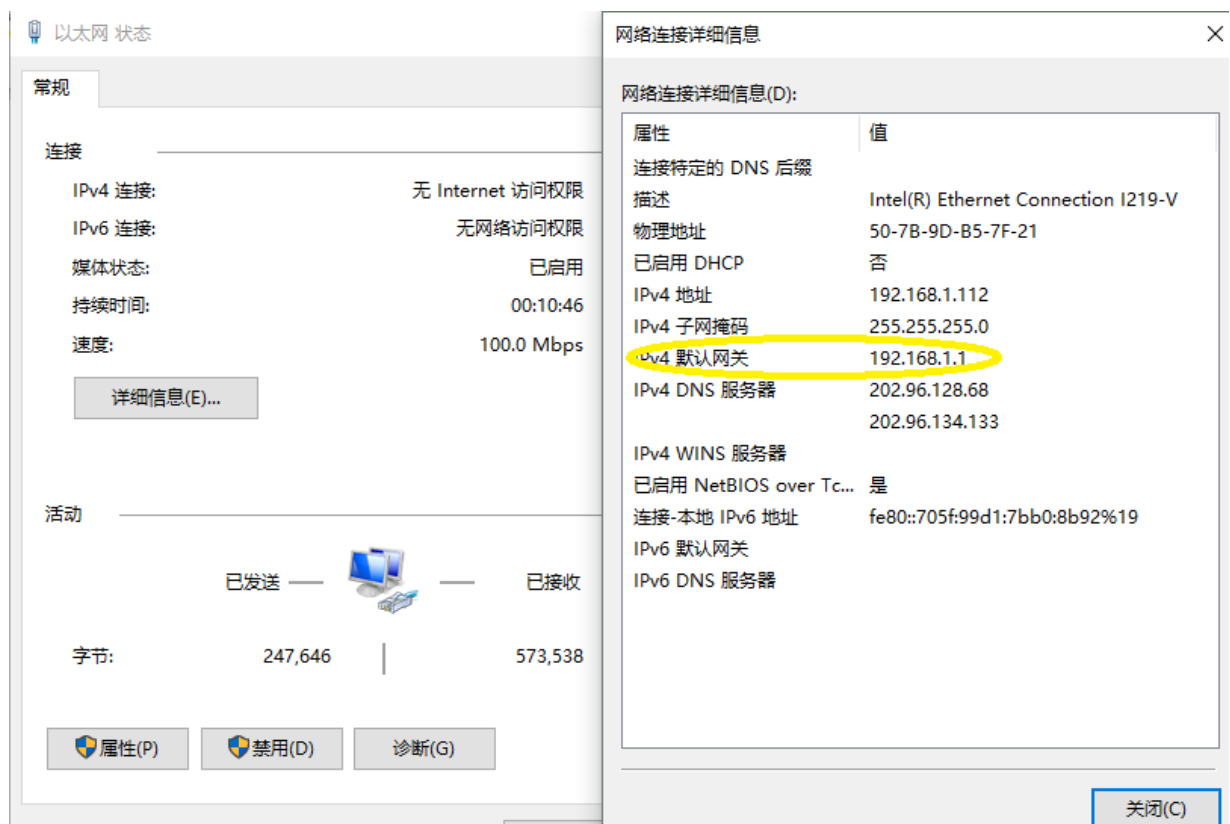 以太网 状态
常规
连接
IPv4 连接: 无 Internet 访问权限
IPv6 连接: 无网络访问权限
媒体状态: 已启用
持续时间: 00:10:46
速度: 100.0 Mbps
详细信息(E)...
活动
已发送 已接收
字节: 247,646 573,538
属性(P) 禁用(D) 诊断(G)
网络连接详细信息
网络连接详细信息(D):
属性 值
连接特定的 DNS 后缀
描述 Intel(R) Ethernet Connection I219-V
物理地址 50-7B-9D-B5-7F-21
已启用 DHCP 否
IPv4 地址 192.168.1.112
IPv4 子网掩码 255.255.255.0
IPv4 默认网关 192.168.1.1
IPv4 DNS 服务器 202.96.128.68
202.96.134.133
IPv4 WINS 服务器
已启用 NetBIOS over Tc... 是
连接-本地 IPv6 地址 fe80::705f:99d1:7bb0:8b92%19
IPv6 默认网关
IPv6 DNS 服务器
关闭(C)